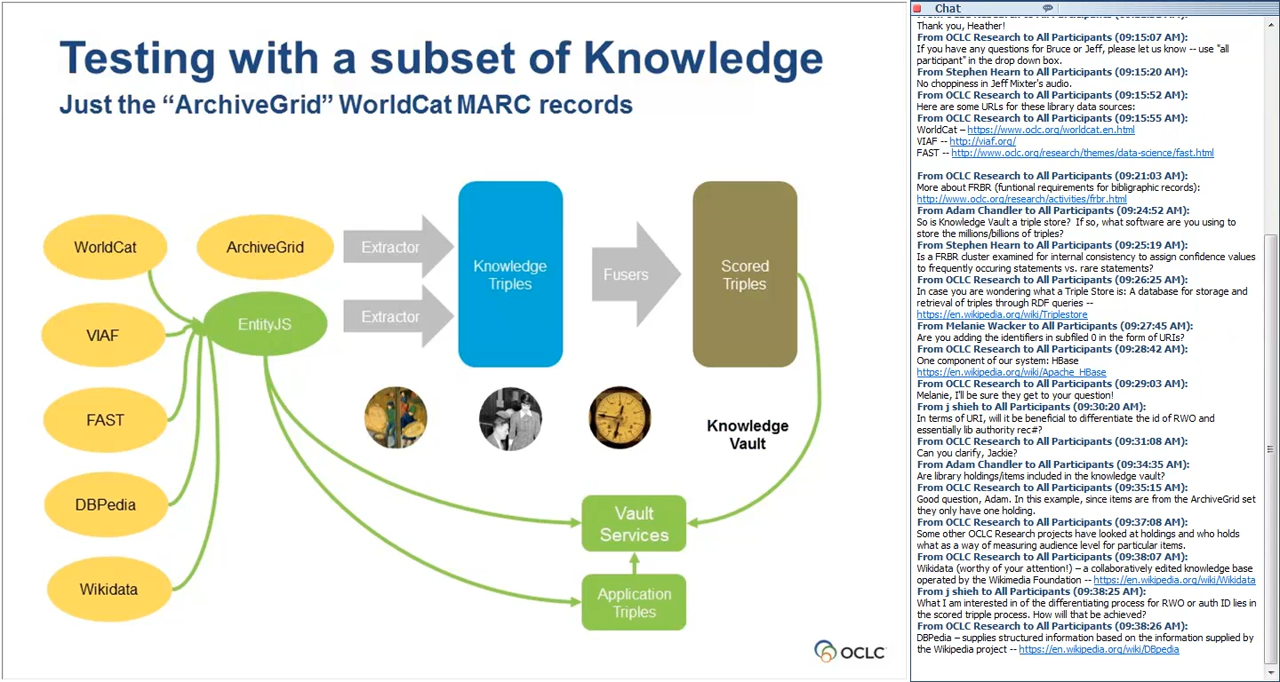 Testing with a subset of Knowledge
Just the “ArchiveGrid” WorldCat MARC records
WorldCat
ArchiveGrid
Extractor
Knowledge
Triples
Fusers
Scored
Triples
EntityJS
Extractor
VIAF
FAST
DBPedia
Wikidata
Knowledge
Vault
Vault
Services
Application
Triples
OCLC
Chat
Thank you, Heather!
From OCLC Research to All Participants (09:15:07 AM):
If you have any questions for Bruce or Jeff, please let us know -- use "all
participant" in the drop down box.
From Stephen Hearn to All Participants (09:15:20 AM):
No choppiness in Jeff Mixter's audio.
From OCLC Research to All Participants (09:15:52 AM):
Here are some URLs for these library data sources:
From OCLC Research to All Participants (09:15:55 AM):
WorldCat – https://www.oclc.org/worldcat.en.html
VIAF -- http://viaf.org/
FAST -- http://www.oclc.org/research/themes/data-science/fast.html
From OCLC Research to All Participants (09:21:03 AM):
More about FRBR (funtional requirements for bibligraphic records):
http://www.oclc.org/research/activities/frbr.html
From Adam Chandler to All Participants (09:24:52 AM):
So is Knowledge Vault a triple store? If so, what software are you using to
store the millions/billions of triples?
From Stephen Hearn to All Participants (09:25:19 AM):
Is a FRBR cluster examined for internal consistency to assign confidence values
to frequently occuring statements vs. rare statements?
From OCLC Research to All Participants (09:26:25 AM):
In case you are wondering what a Triple Store is: A database for storage and
retrieval of triples through RDF queries --
https://en.wikipedia.org/wiki/Triplestore
From Melanie Wacker to All Participants (09:27:45 AM):
Are you adding the identifiers in subfiled 0 in the form of URIs?
From OCLC Research to All Participants (09:28:42 AM):
One component of our system: HBase
https://en.wikipedia.org/wiki/Apache_HBase
From OCLC Research to All Participants (09:29:03 AM):
Melanie, I'll be sure they get to your question!
From j shieh to All Participants (09:30:20 AM):
In terms of URI, will it be beneficial to differentiate the id of RWO and
essentially lib authority rec#?
From OCLC Research to All Participants (09:31:08 AM):
Can you clarify, Jackie?
From Adam Chandler to All Participants (09:34:35 AM):
Are library holdings/items included in the knowledge vault?
From OCLC Research to All Participants (09:35:15 AM):
Good question, Adam. In this example, since items are from the ArchiveGrid set
they only have one holding.
From OCLC Research to All Participants (09:37:08 AM):
Some other OCLC Research projects have looked at holdings and who holds
what as a way of measuring audience level for particular items.
From OCLC Research to All Participants (09:38:07 AM):
Wikidata (worthy of your attention!) – a collaboratively edited knowledge base
operated by the Wikimedia Foundation -- https://en.wikipedia.org/wiki/Wikidata
From j shieh to All Participants (09:38:25 AM):
What I am interested in of the differentiating process for RWO or auth ID lies in
the scored tripple process. How will that be achieved?
From OCLC Research to All Participants (09:38:26 AM):
DBPedia – supplies structured information based on the information supplied by
the Wikipedia project -- https://en.wikipedia.org/wiki/DBpedia